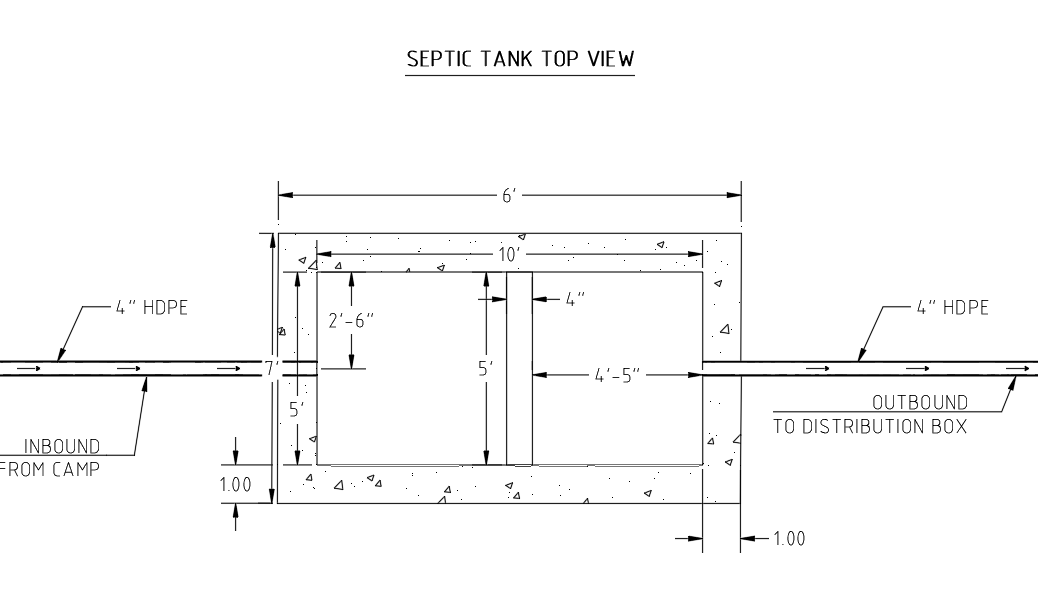 SEPTIC TANK TOP VIEW
6'
10'
4" HDPE
2'-6"
4"
4" HDPE
7'
5'
4'-5"
5'
OUTBOUND
TO DISTRIBUTION BOX
INBOUND
FROM CAMP
1.00
1.00